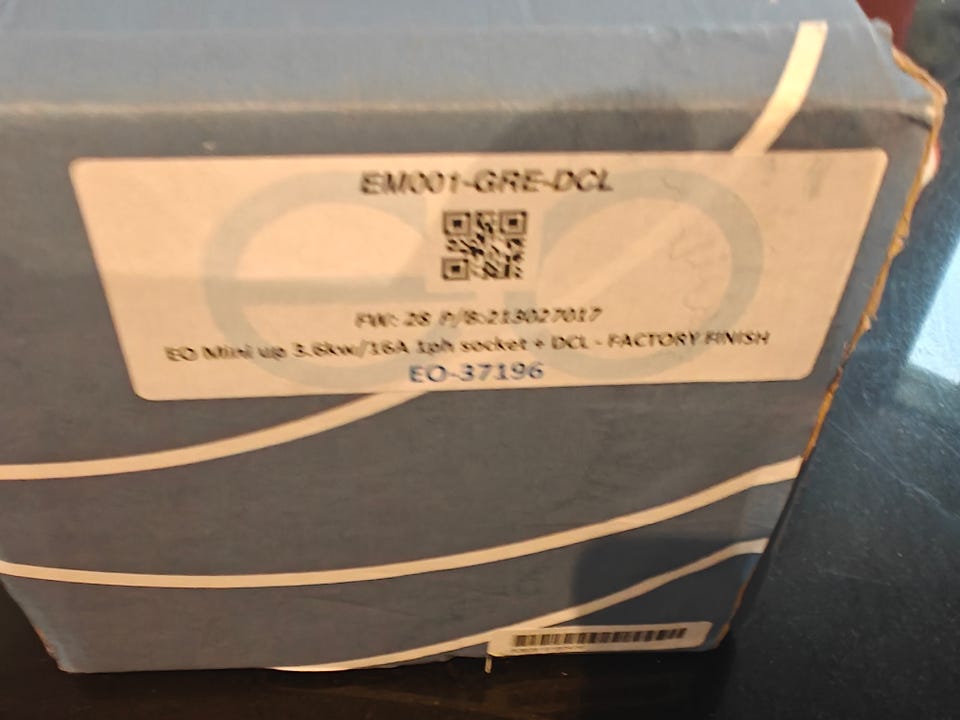 EM001-GRE-DCL
eo
FW: 28 P/B:213027017
EO Mini up 3.6kw/16A 1ph socket + DCL - FACTORY FINISH
EO-37196